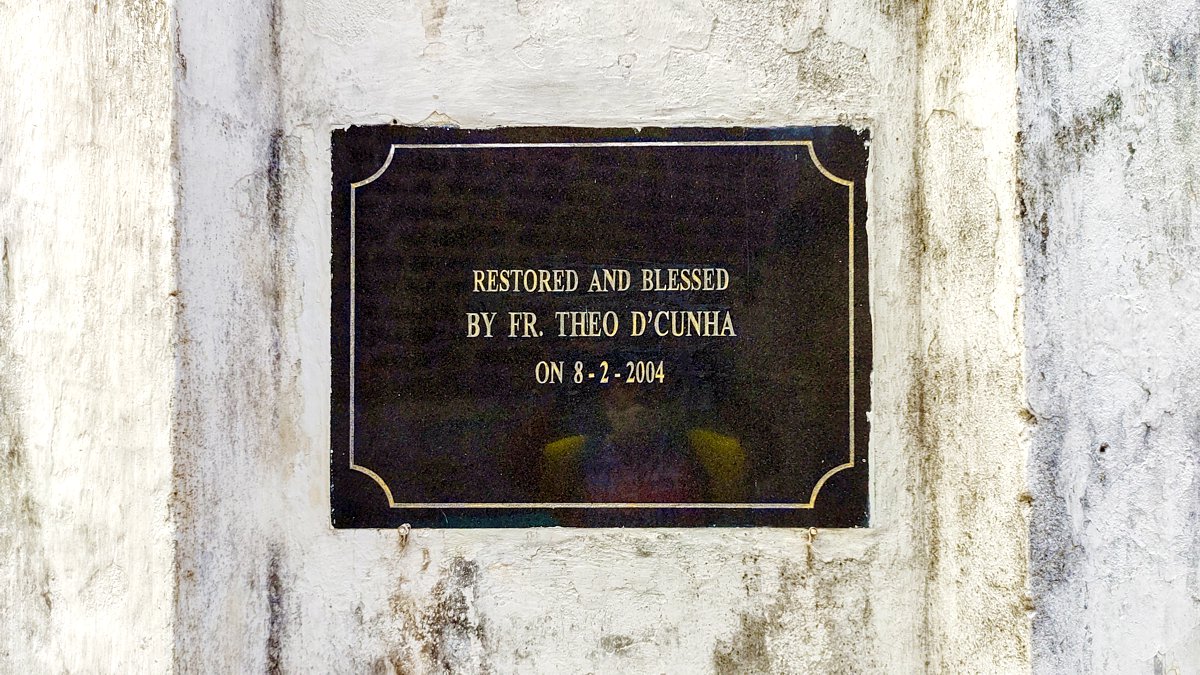 RESTORED AND BLESSED
BY FR. THEO D'CUNHA
ON 8-2-2004